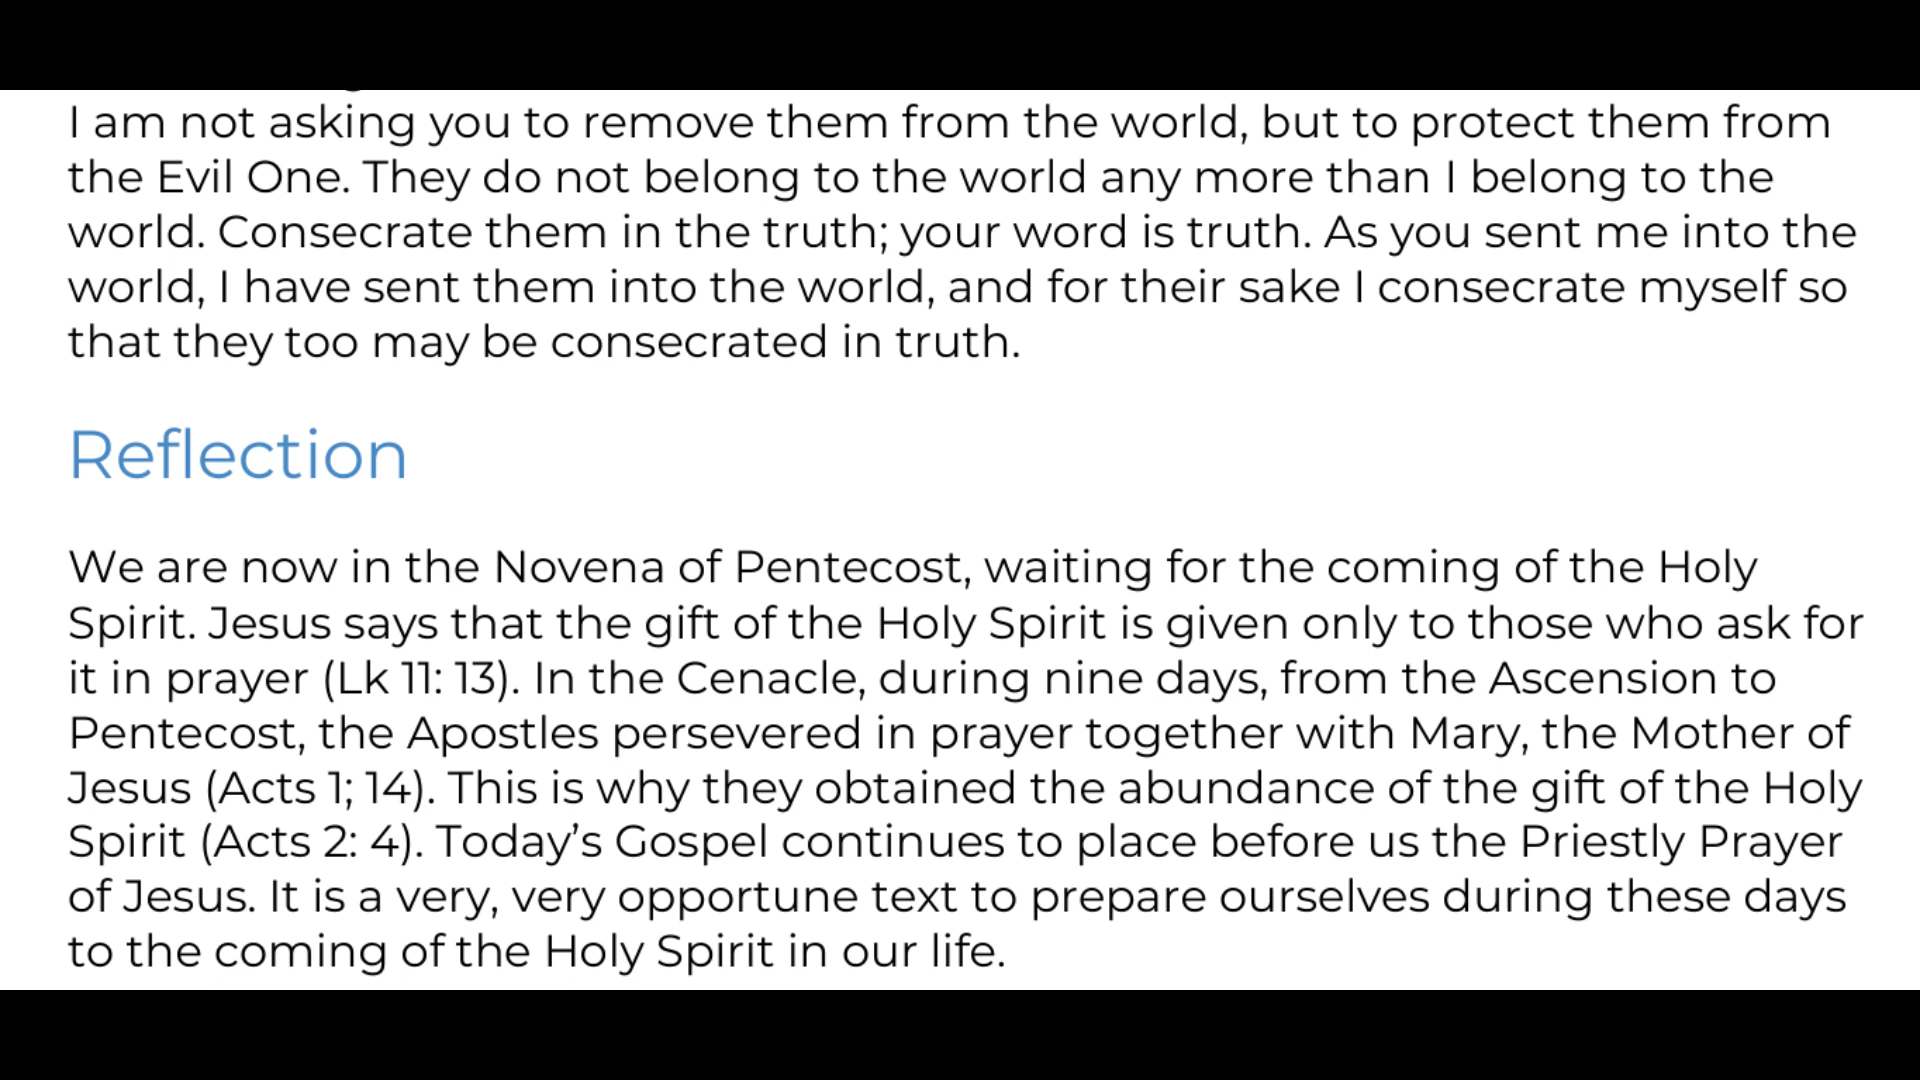 I am not asking you to remove them from the world, but to protect them from
the Evil One. They do not belong to the world any more than I belong to the
world. Consecrate them in the truth; your word is truth. As you sent me into the
world, I have sent them into the world, and for their sake I consecrate myself so
that they too may be consecrated in truth.
Reflection
We are now in the Novena of Pentecost, waiting for the coming of the Holy
Spirit. Jesus says that the gift of the Holy Spirit is given only to those who ask for
it in prayer (Lk 11: 13). In the Cenacle, during nine days, from the Ascension to
Pentecost, the Apostles persevered in prayer together with Mary, the Mother of
Jesus (Acts 1; 14). This is why they obtained the abundance of the gift of the Holy
Spirit (Acts 2: 4). Today’s Gospel continues to place before us the Priestly Prayer
of Jesus. It is a very, very opportune text to prepare ourselves during these days
to the coming of the Holy Spirit in our life.